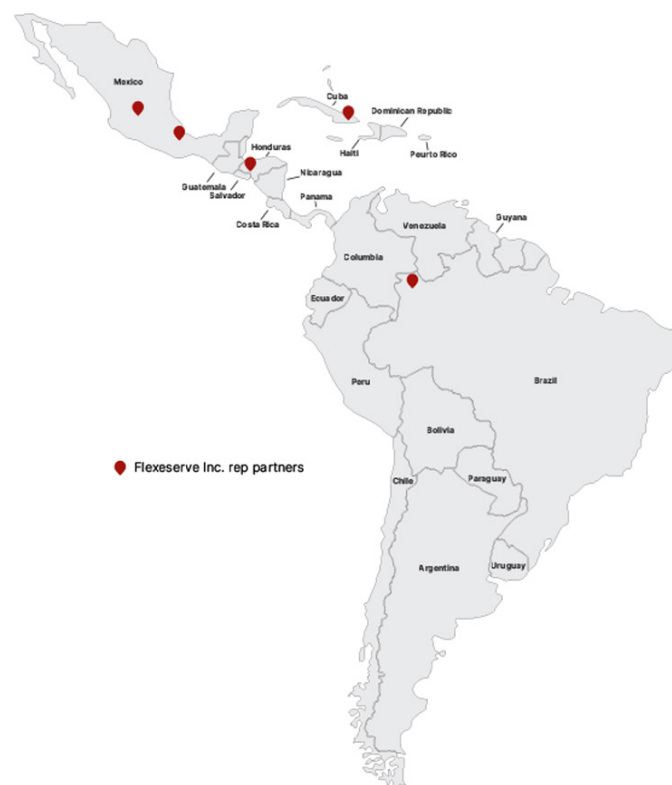 Mexico
Cuba
Dominican Republic
Haiti
Peurto Rico
Honduras
Guatemala
Salvador
Nicaragua
Panama
Costa Rica
Venezuela
Guyana
Columbia
Ecuador
Peru
Brazil
Bolivia
Flexeserve Inc. rep partners
Chile
Paraguay
Argentina
Uruguay